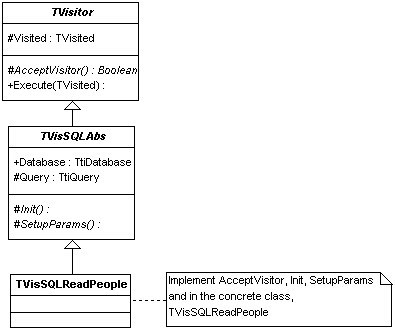 TVisitor
#Visited : TVisited
#AcceptVisitor() : Boolean
+Execute(TVisited) :
TVisSQLAbs
+Database : TtiDatabase
#Query : TtiQuery
#Init() :
#SetupParams() :
TVisSQLReadPeople
Implement AcceptVisitor, Init, SetupParams
and in the concrete class,
TVisSQLReadPeople